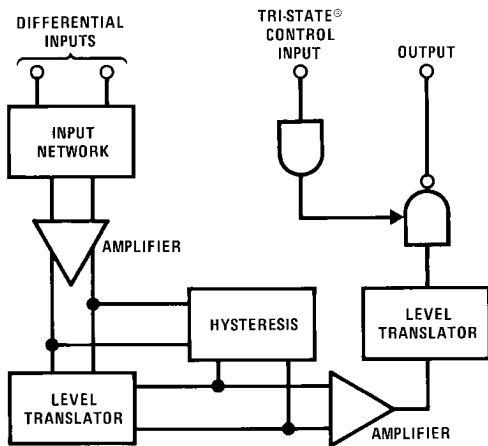 DIFFERENTIAL
INPUTS
TRI-STATE®
CONTROL
INPUT
OUTPUT
INPUT
NETWORK
AMPLIFIER
HYSTERESIS
LEVEL
TRANSLATOR
LEVEL
TRANSLATOR
AMPLIFIER